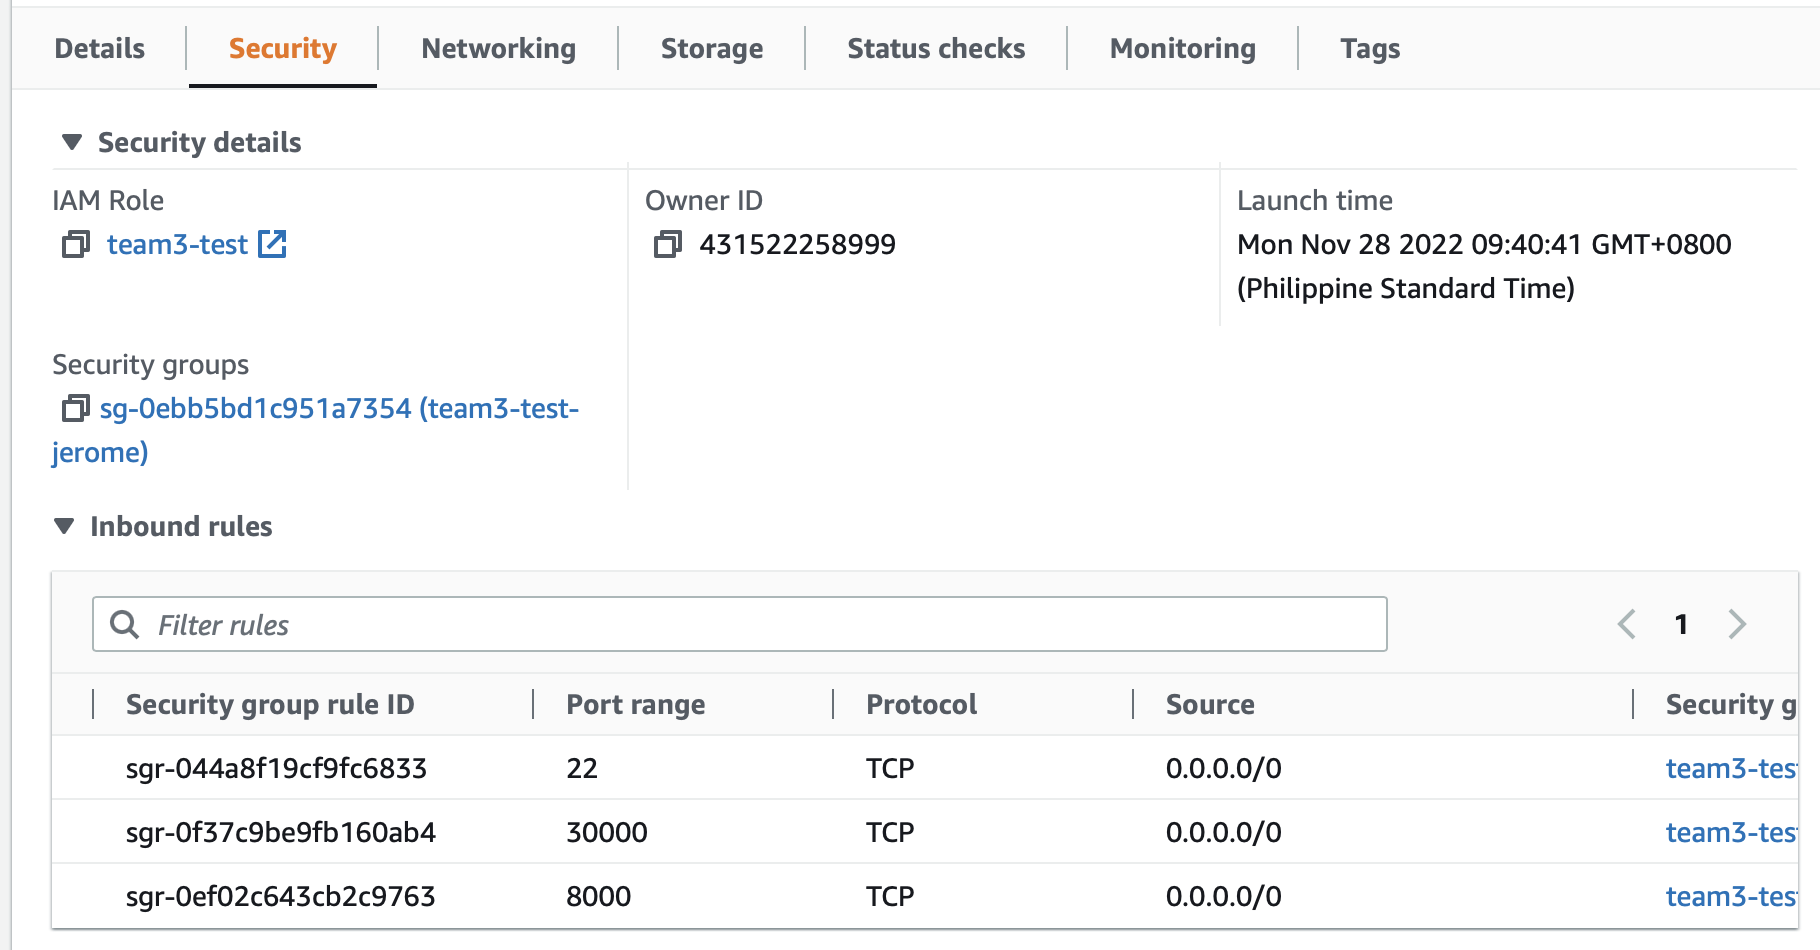 Details Security Networking Storage Status checks Monitoring Tags
Security details
IAM Role Owner ID Launch time
team3-test 431522258999 Mon Nov 28 2022 09:40:41 GMT+0800
(Philippine Standard Time)
Security groups
sg-0ebb5bd1c951a7354 (team3-test-
jerome)
Inbound rules
Filter rules 1
Security group rule ID Port range Protocol Source Security g
sgr-044a8f19cf9fc6833 22 TCP 0.0.0.0/0 team3-tes
sgr-0f37c9be9fb160ab4 30000 TCP 0.0.0.0/0 team3-tes
sgr-0ef02c643cb2c9763 8000 TCP 0.0.0.0/0 team3-tes